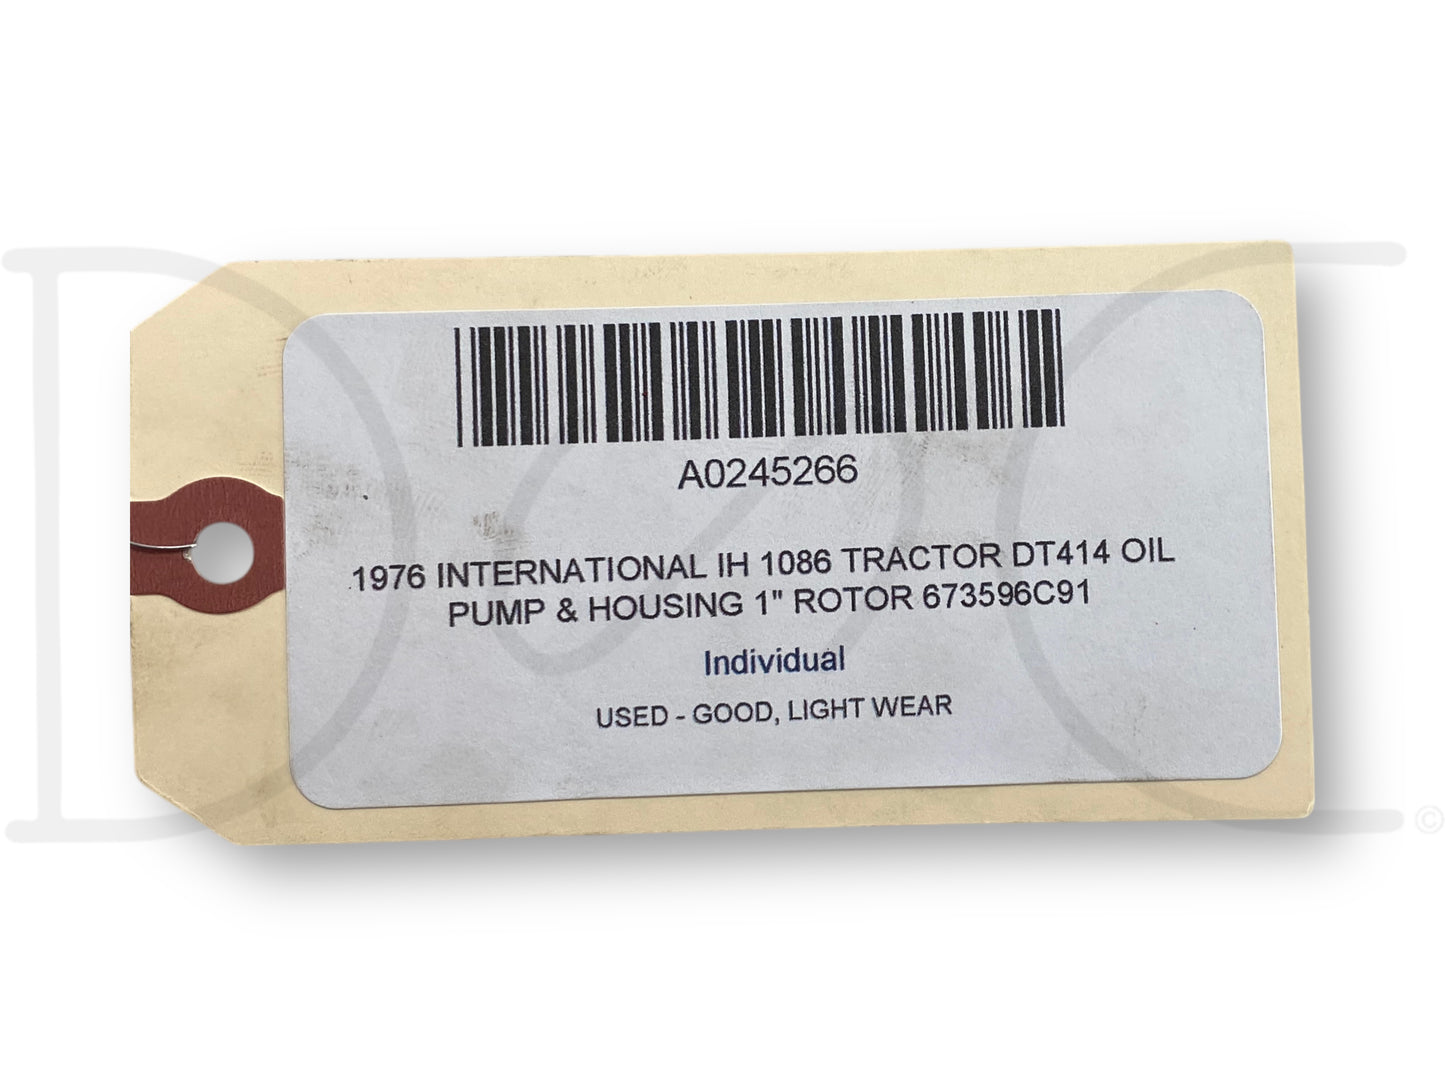 A0245266
1976 INTERNATIONAL IH 1086 TRACTOR DT414 OIL
PUMP & HOUSING 1" ROTOR 673596C91
Individual
USED - GOOD, LIGHT WEAR
D C ©